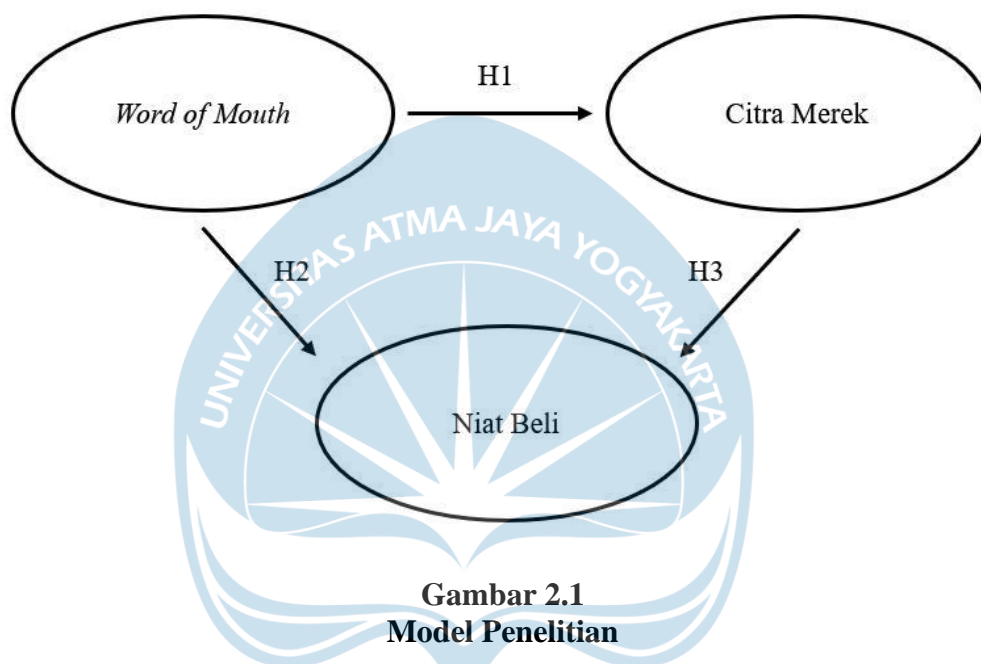 H1
Word of Mouth
Citra Merek
UNIVERSITAS ATMA JAYA YOGYAKARTA
H2
H3
Niat Beli
Gambar 2.1
Model Penelitian